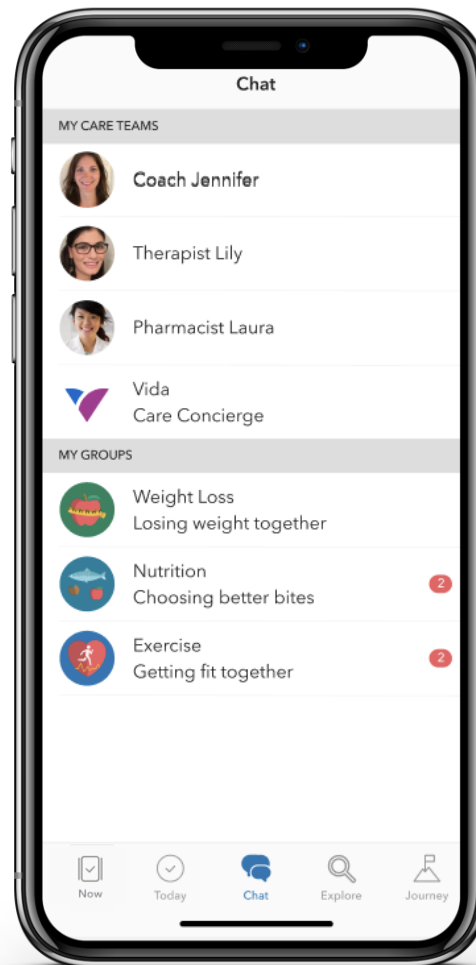 Chat
MY CARE TEAMS
Coach Jennifer
Therapist Lily
Pharmacist Laura
Vida
Care Concierge
MY GROUPS
Weight Loss
Losing weight together
Nutrition
Choosing better bites
2
Exercise
Getting fit together
2
Now
Today
Chat
Explore
Journey